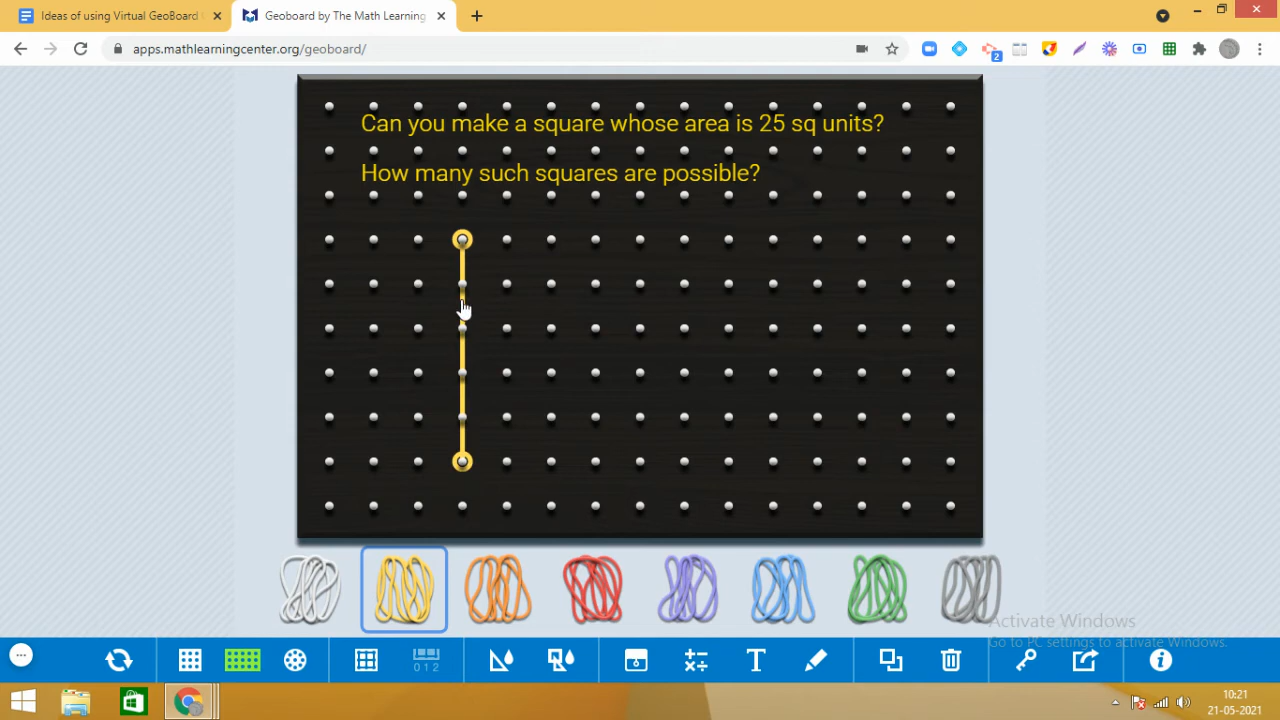 Ideas of using Virtual GeoBoard
Geoboard by The Math Learning
apps.mathlearningcenter.org/geoboard/
2
Can you make a square whose area is 25 sq units?
How many such squares are possible?
Activate Windows
Go to PC settings to activate Windows.
0 1 2
T
10:21
21-05-2021